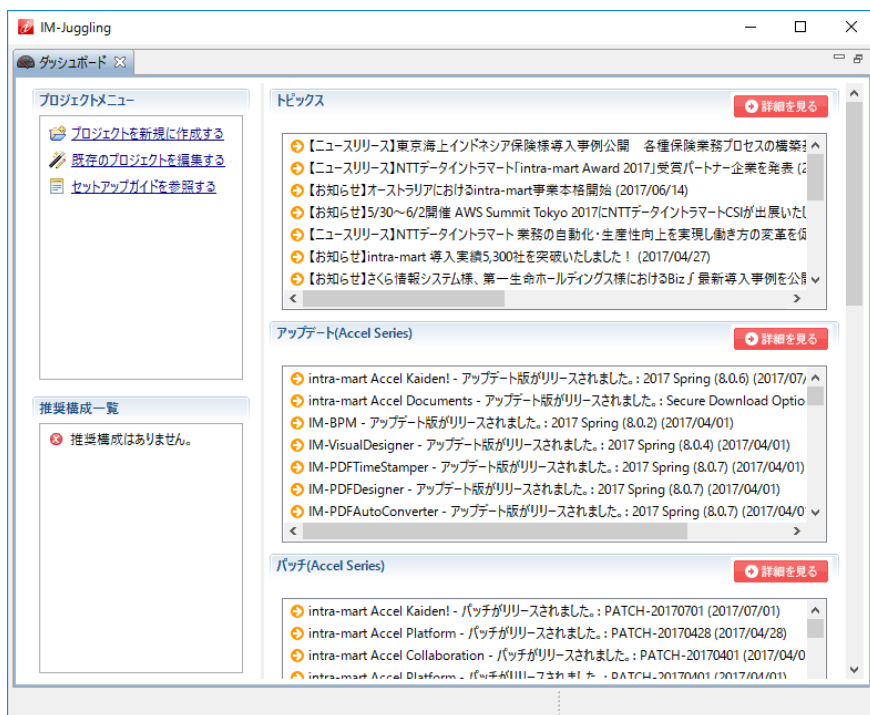 IM-Juggling
ダッシュボード
プロジェクトメニュー
プロジェクトを新規に作成する
既存のプロジェクトを編集する
セットアップガイドを参照する
推奨構成一覧
推奨構成はありません。
トピックス
詳細を見る
【ニュースリリース】東京海上インドネシア保険様導入事例公開 各種保険業務プロセスの構築
【ニュースリリース】NTTデータイントラマート「intra-mart Award 2017」受賞パートナー企業を発表 (2
【お知らせ】オーストラリアにおけるintra-mart事業本格開始 (2017/06/14)
【お知らせ】5/30～6/2開催 AWS Summit Tokyo 2017にNTTデータイントラマートCSIが出展いたし
【ニュースリリース】NTTデータイントラマート 業務の自動化・生産性向上を実現し働き方の変革を促
【お知らせ】intra-mart 導入実績5,300社を突破いたしました！ (2017/04/27)
【お知らせ】さくら情報システム様、第一生命ホールディングス様におけるBiz∫最新導入事例を公開
アップデート(Accel Series)
詳細を見る
intra-mart Accel Kaiden! - アップデート版がリリースされました。: 2017 Spring (8.0.6) (2017/07/
intra-mart Accel Documents - アップデート版がリリースされました。: Secure Download Optio
IM-BPM - アップデート版がリリースされました。: 2017 Spring (8.0.2) (2017/04/01)
IM-VisualDesigner - アップデート版がリリースされました。: 2017 Spring (8.0.4) (2017/04/01)
IM-PDFTimeStamper - アップデート版がリリースされました。: 2017 Spring (8.0.7) (2017/04/01)
IM-PDFDesigner - アップデート版がリリースされました。: 2017 Spring (8.0.7) (2017/04/01)
IM-PDFAutoConverter - アップデート版がリリースされました。: 2017 Spring (8.0.7) (2017/04/0
パッチ(Accel Series)
詳細を見る
intra-mart Accel Kaiden! - パッチがリリースされました。: PATCH-20170701 (2017/07/01)
intra-mart Accel Platform - パッチがリリースされました。: PATCH-20170428 (2017/04/28)
intra-mart Accel Collaboration - パッチがリリースされました。: PATCH-20170401 (2017/04/0
intra-mart Accel Platform - パッチがリリースされました。: PATCH-20170401 (2017/04/01)